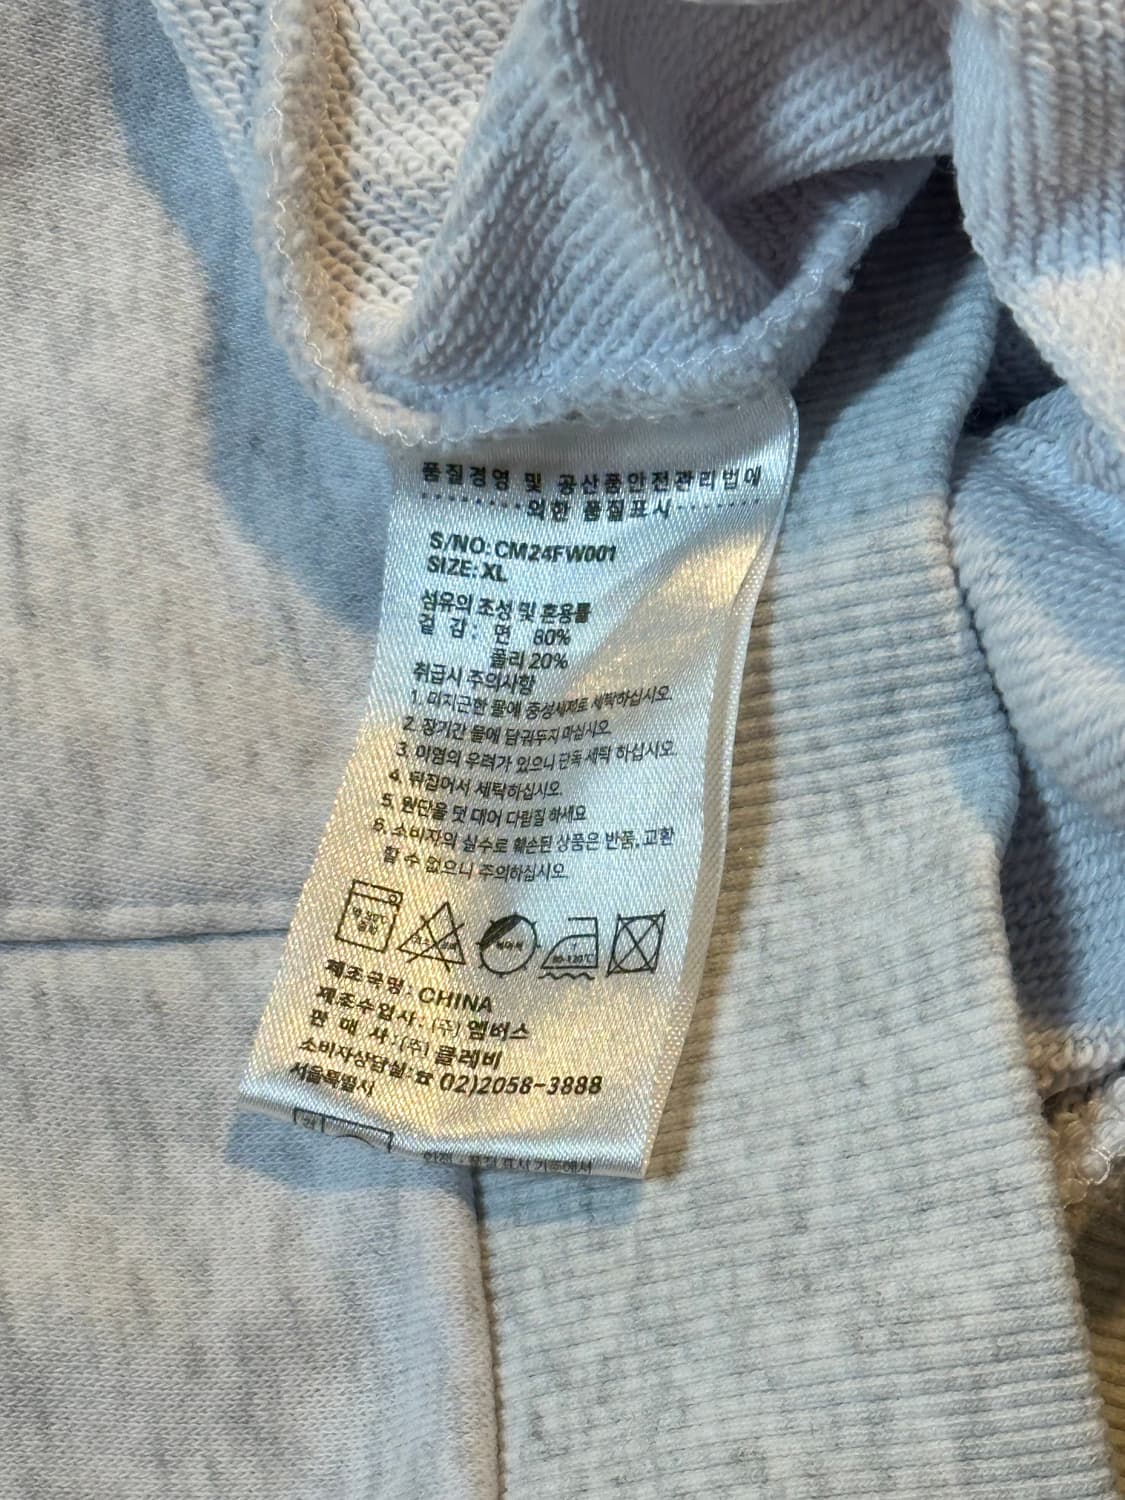 품질경영 및 공산품안전관리법에
········의한 품질표시········
S/NO: CM24FW001
SIZE: XL
섬유의 조성 및 혼용률
겉 감 : 면 80%
폴리 20%
취급시 주의사항
1. 미지근한 물에 중성세제로 세탁하십시오.
2. 장기간 물에 담궈두지 마십시오.
3. 이염의 우려가 있으니 단독 세탁 하십시오.
4. 뒤집어서 세탁하십시오.
5. 원단을 덧 대어 다림질 하세요
6. 소비자의 실수로 훼손된 상품은 반품, 교환
할 수 없으니 주의하십시오.
80-120℃
제조국명: CHINA
제조수입사: (주) 엠버스
판 매 사: (주) 클레비
소비자상담실:☎ 02)2058-3888
서울특별시